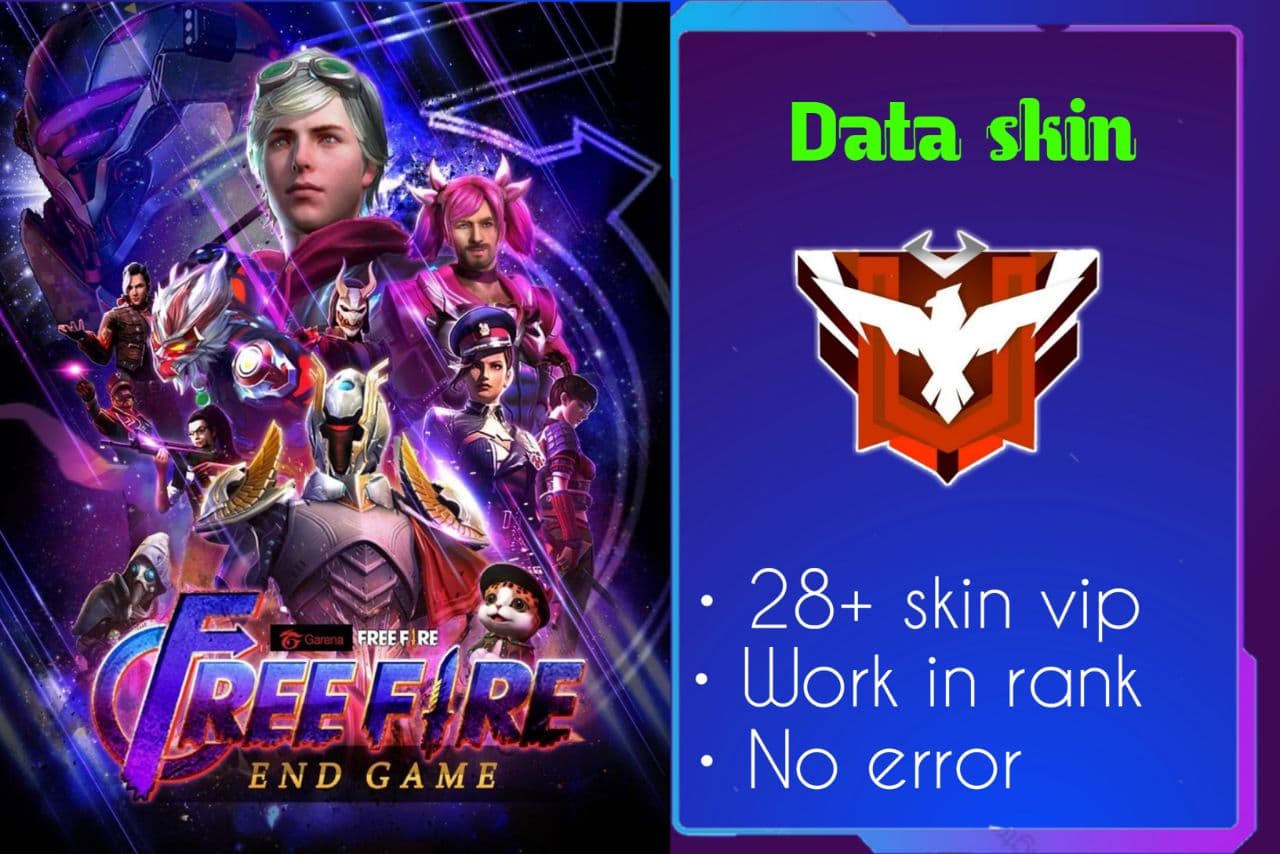 Garena FREE FIRE
FREE FIRE
END GAME
Data skin
• 28+ skin vip
• Work in rank
• No error